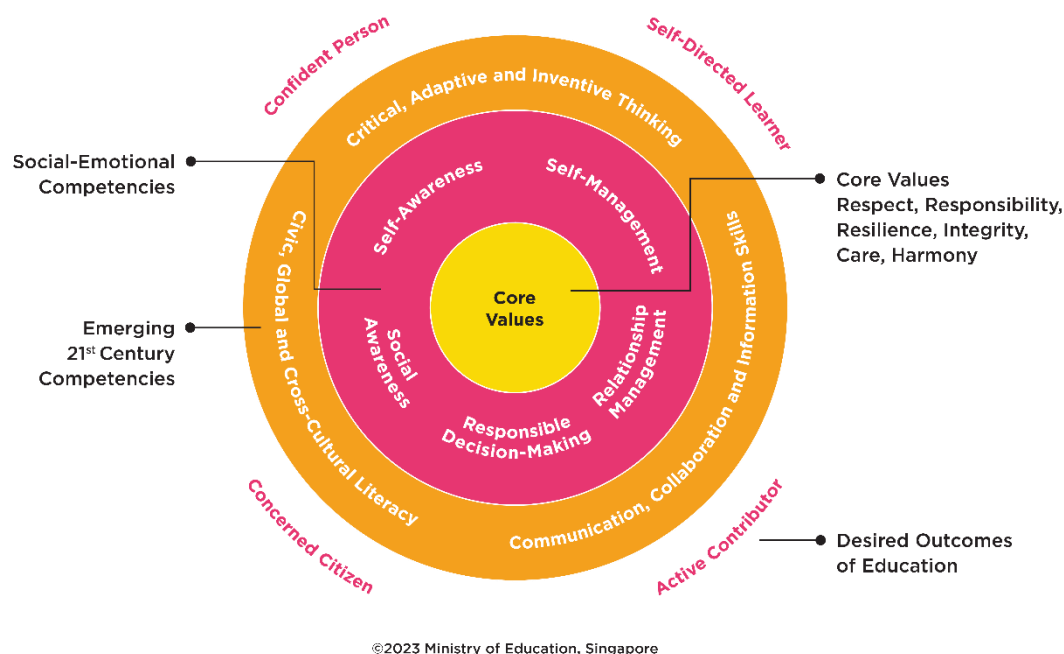 Confident Person
Self-Directed Learner
Critical, Adaptive and Inventive Thinking
Social-Emotional
Competencies
Self-Awareness
Self-Management
Core Values
Respect, Responsibility,
Resilience, Integrity,
Care, Harmony
Civic, Global and Cross-Cultural Literacy
Communication, Collaboration and Information Skills
Core
Values
Emerging
21st Century
Competencies
Social
Awareness
Relationship
Management
Responsible
Decision-Making
Concerned Citizen
Active Contributor
Desired Outcomes
of Education
©2023 Ministry of Education, Singapore